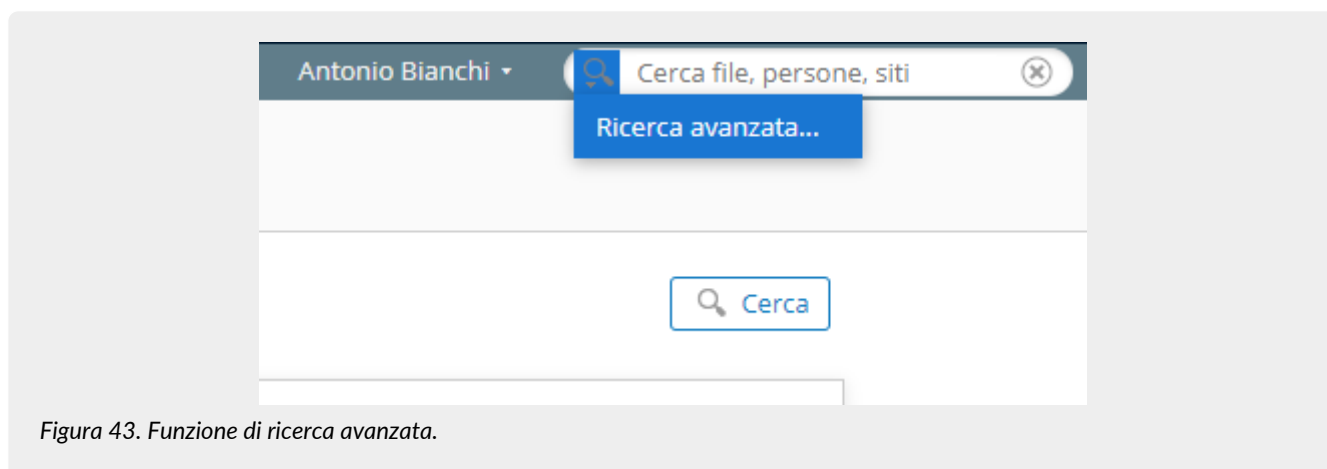 Antonio Bianchi
Cerca file, persone, siti
Ricerca avanzata...
Cerca
Figura 43. Funzione di ricerca avanzata.